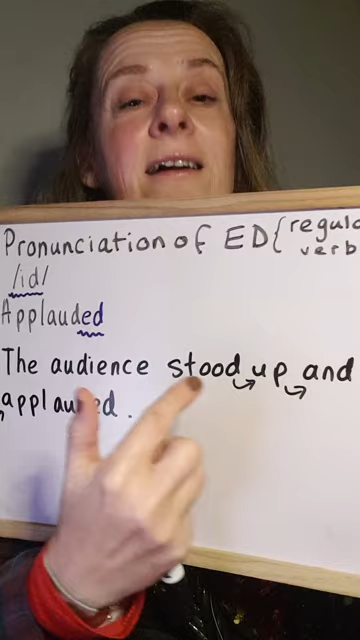 Pronunciation of ED {
/id/
Applauded
The audience stood up and